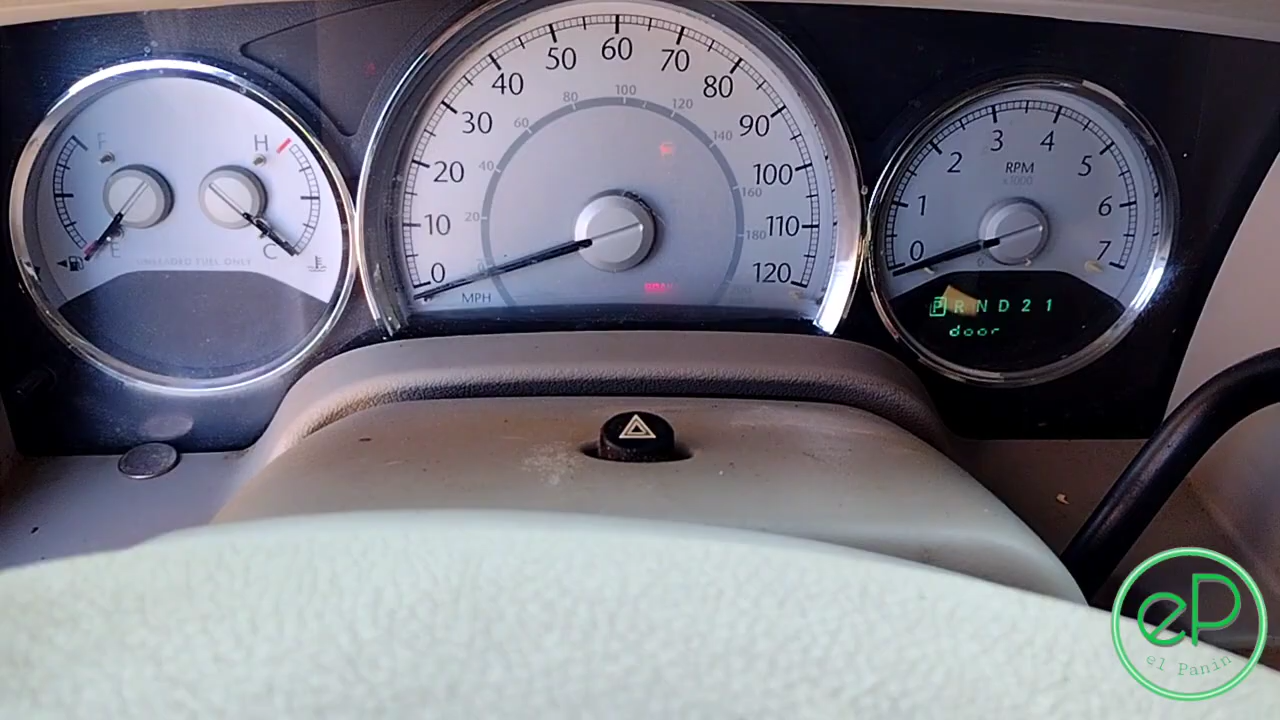 F
H
E
C
UNLEADED FUEL ONLY
0 10 20 30 40 50 60 70 80 90 100 110 120
20 40 60 80 100 120 140 160 180
MPH
BRAKE
0 1 2 3 4 5 6 7
RPM
x1000
P R N D 2 1
door
eP
el Panin